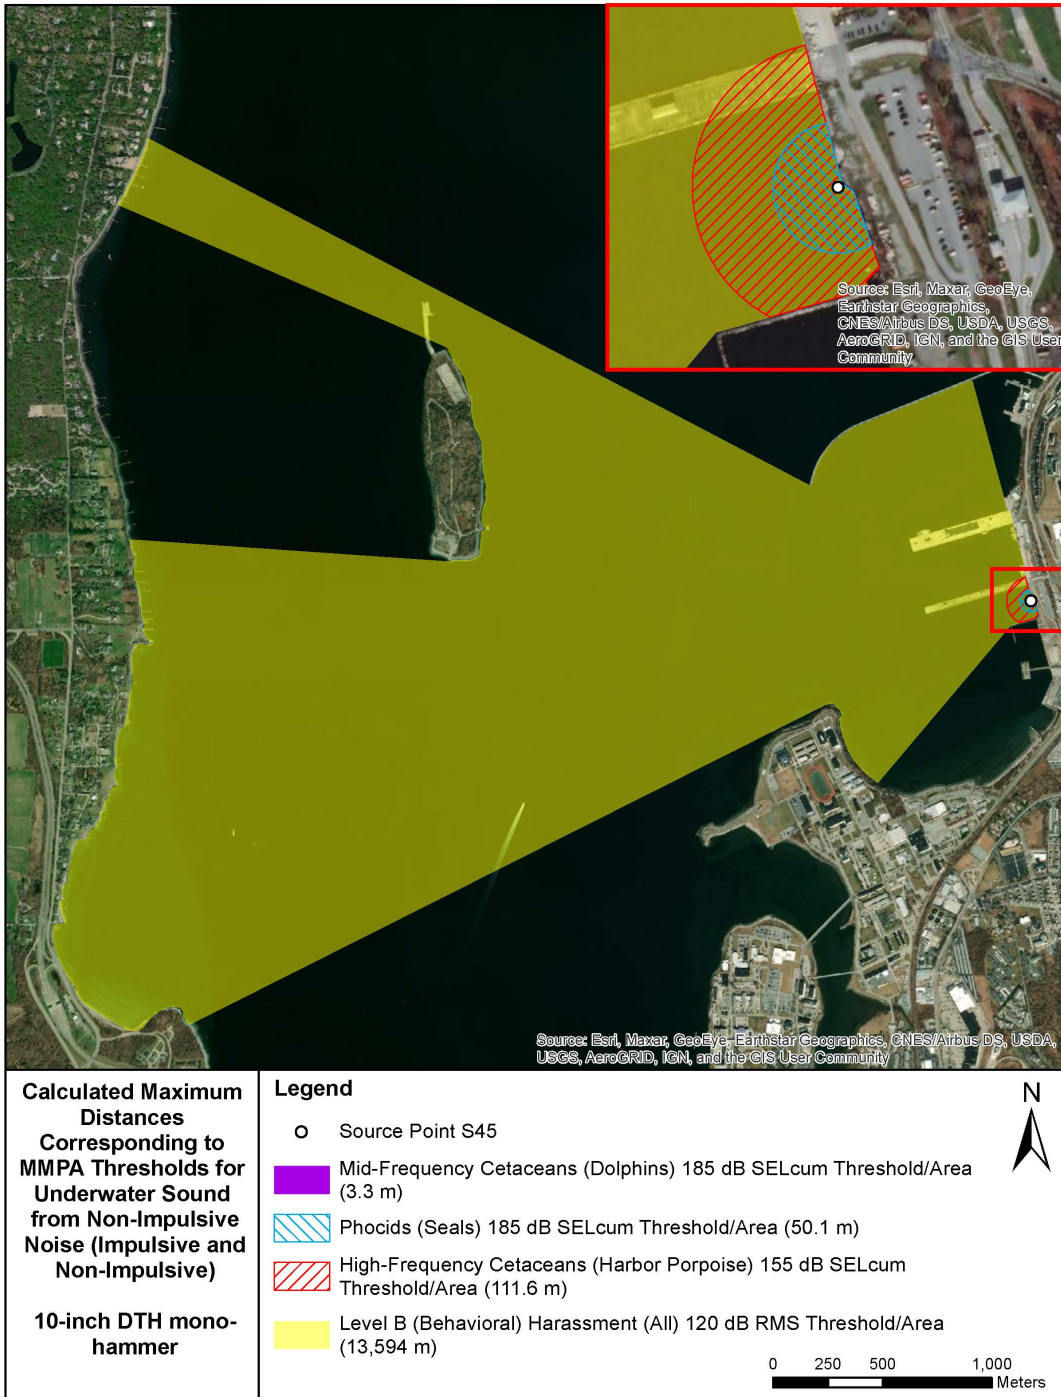 Source: Esri, Maxar, GeoEye,
Earthstar Geographics,
CNES/Airbus DS, USDA, USGS,
AeroGRID, IGN, and the GIS User
Community
Source: Esri, Maxar, GeoEye, Earthstar Geographics, CNES/Airbus DS, USDA,
USGS, AeroGRID, IGN, and the GIS User Community
Calculated Maximum
Distances
Corresponding to
MMPA Thresholds for
Underwater Sound
from Non-Impulsive
Noise (Impulsive and
Non-Impulsive)
10-inch DTH mono-
hammer
Legend
Source Point S45
Mid-Frequency Cetaceans (Dolphins) 185 dB SELcum Threshold/Area
(3.3 m)
Phocids (Seals) 185 dB SELcum Threshold/Area (50.1 m)
High-Frequency Cetaceans (Harbor Porpoise) 155 dB SELcum
Threshold/Area (111.6 m)
Level B (Behavioral) Harassment (All) 120 dB RMS Threshold/Area
(13,594 m)
N
0 250 500 1,000
Meters